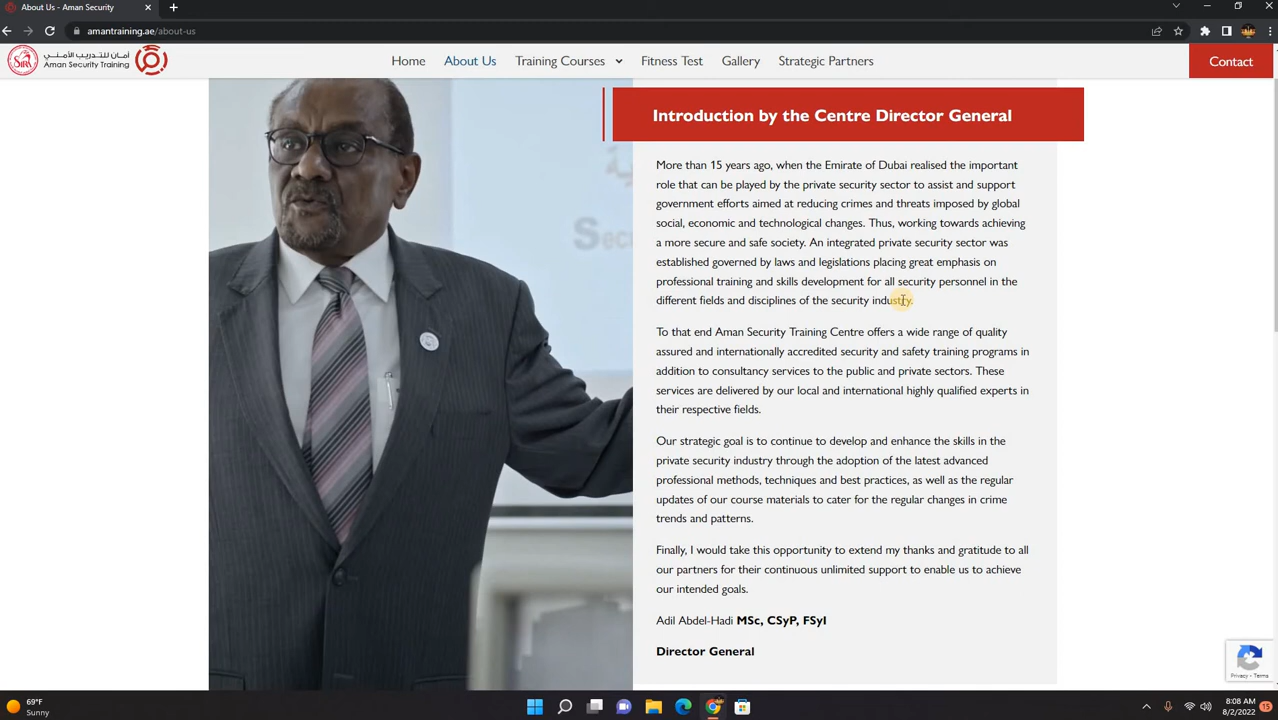 About Us - Aman Security
amantraining.ae/about-us
SIRA
أمان للتدريب الأمني
Aman Security Training
Home
About Us
Training Courses
Fitness Test
Gallery
Strategic Partners
Contact
Introduction by the Centre Director General
More than 15 years ago, when the Emirate of Dubai realised the important
role that can be played by the private security sector to assist and support
government efforts aimed at reducing crimes and threats imposed by global
social, economic and technological changes. Thus, working towards achieving
a more secure and safe society. An integrated private security sector was
established governed by laws and legislations placing great emphasis on
professional training and skills development for all security personnel in the
different fields and disciplines of the security industry.
To that end Aman Security Training Centre offers a wide range of quality
assured and internationally accredited security and safety training programs in
addition to consultancy services to the public and private sectors. These
services are delivered by our local and international highly qualified experts in
their respective fields.
Our strategic goal is to continue to develop and enhance the skills in the
private security industry through the adoption of the latest advanced
professional methods, techniques and best practices, as well as the regular
updates of our course materials to cater for the regular changes in crime
trends and patterns.
Finally, I would take this opportunity to extend my thanks and gratitude to all
our partners for their continuous unlimited support to enable us to achieve
our intended goals.
Adil Abdel-Hadi MSc, CSyP, FSyI
Director General
Privacy - Terms
69°F
Sunny
8:08 AM
8/2/2022
15